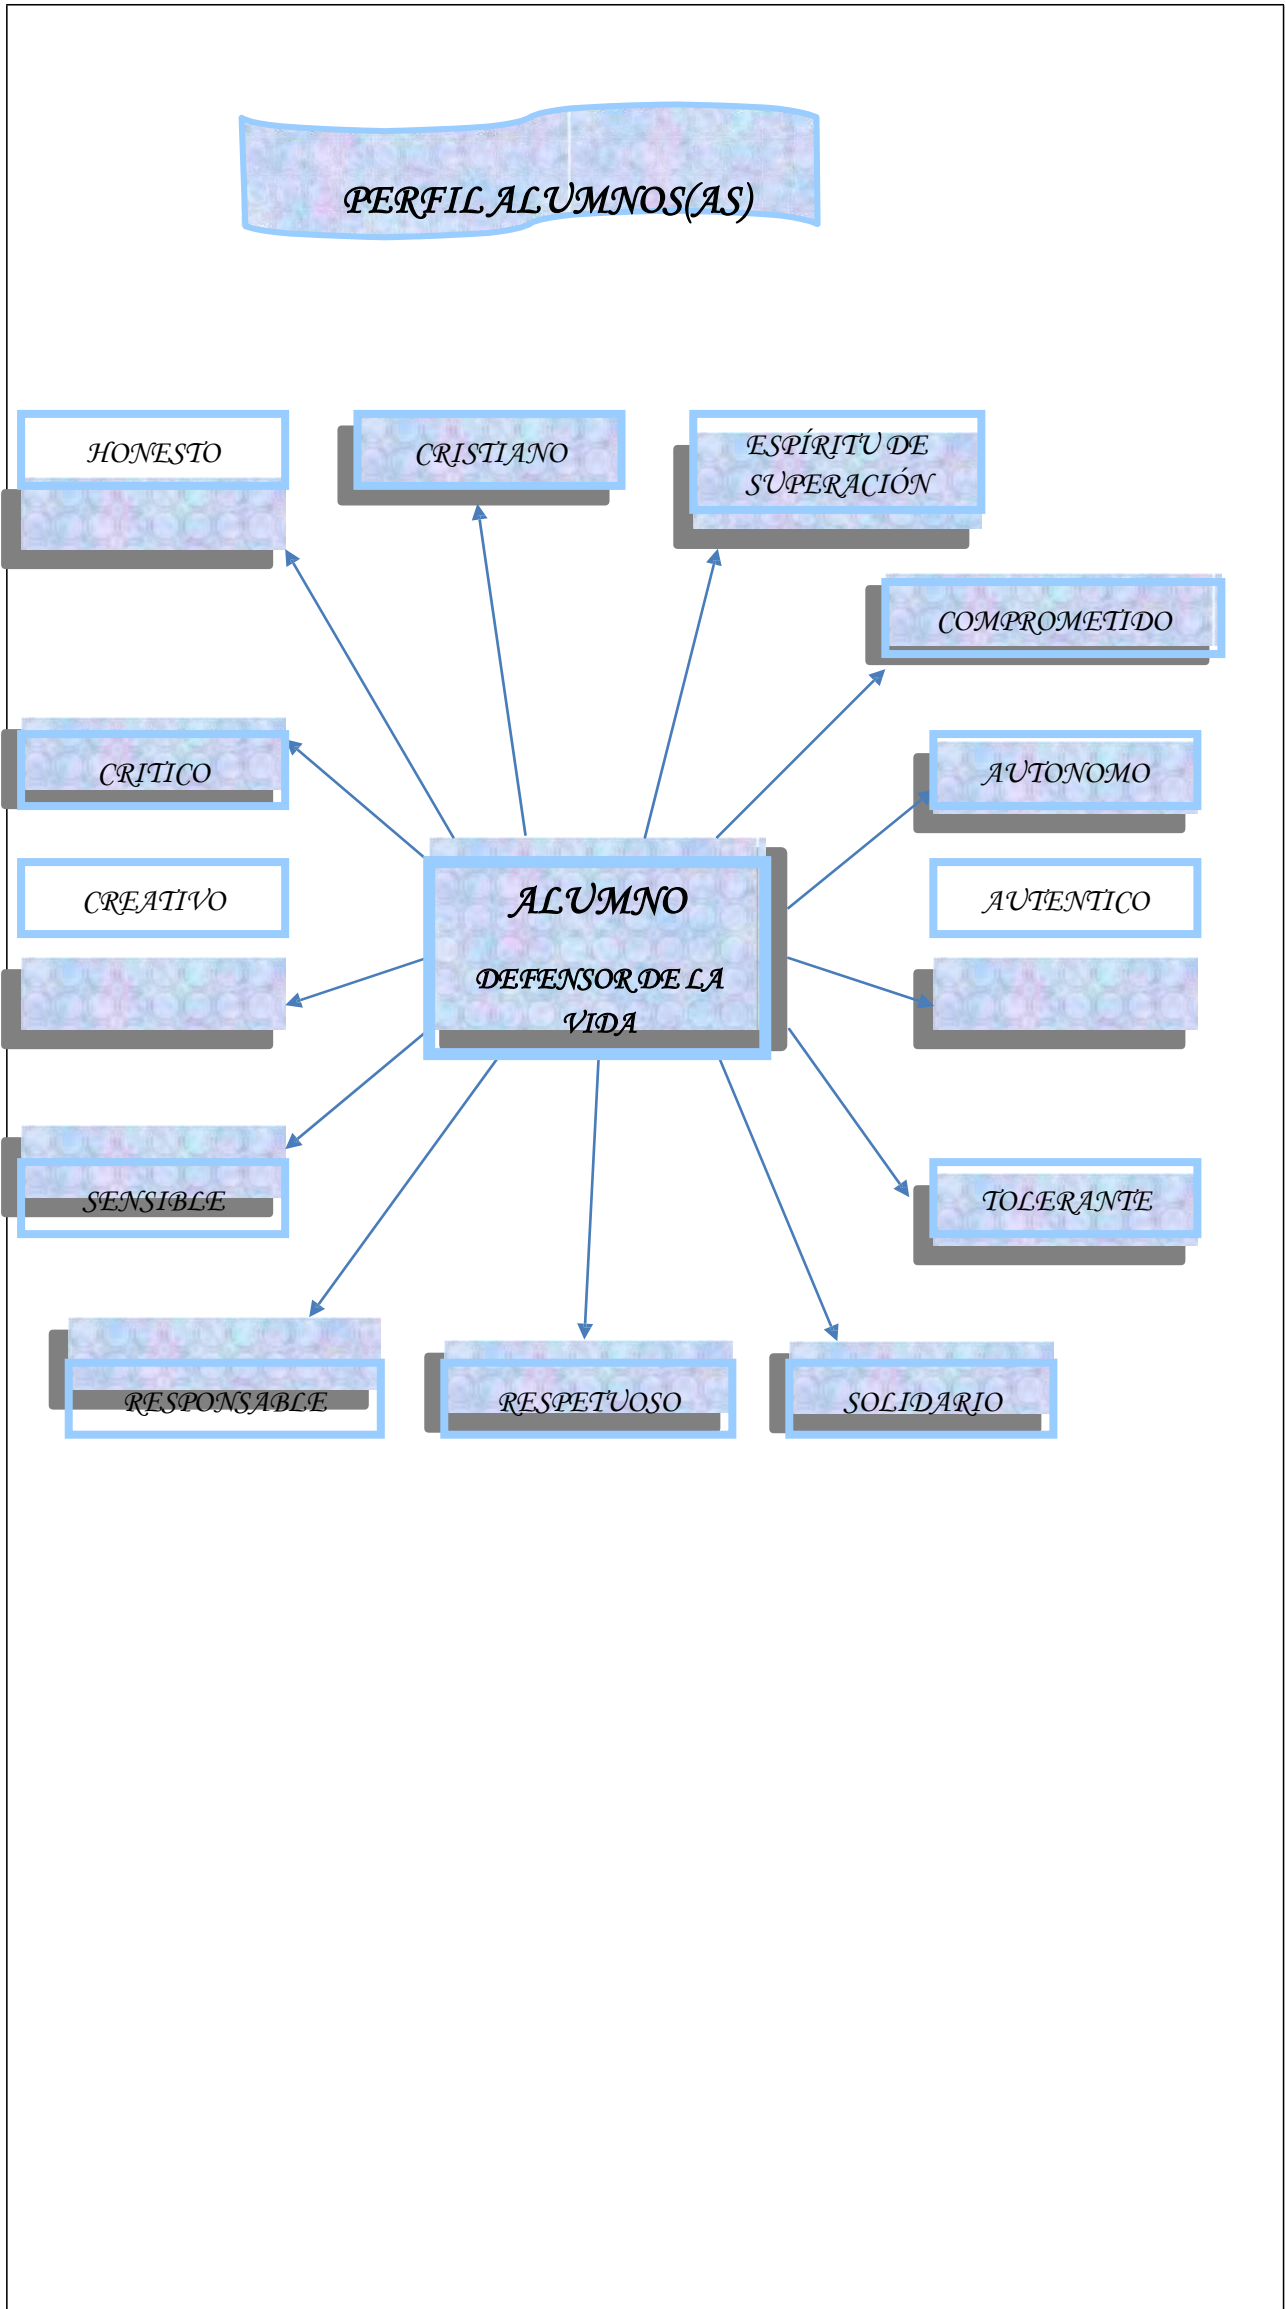 PERFIL ALUMNOS(AS)
HONESTO
CRISTIANO
ESPÍRITU DE
SUPERACIÓN
COMPROMETIDO
CRITICO
AUTONOMO
CREATIVO
ALUMNO
DEFENSOR DE LA
VIDA
AUTENTICO
SENSIBLE
TOLERANTE
RESPONSABLE
RESPETUOSO
SOLIDARIO